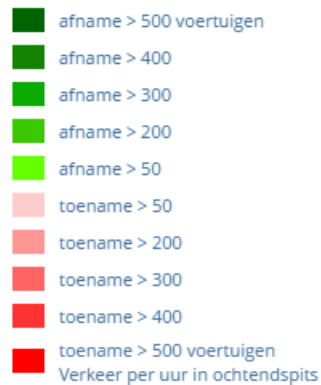 afname > 500 voertuigen
afname > 400
afname > 300
afname > 200
afname > 50
toename > 50
toename > 200
toename > 300
toename > 400
toename > 500 voertuigen
Verkeer per uur in ochtendspits